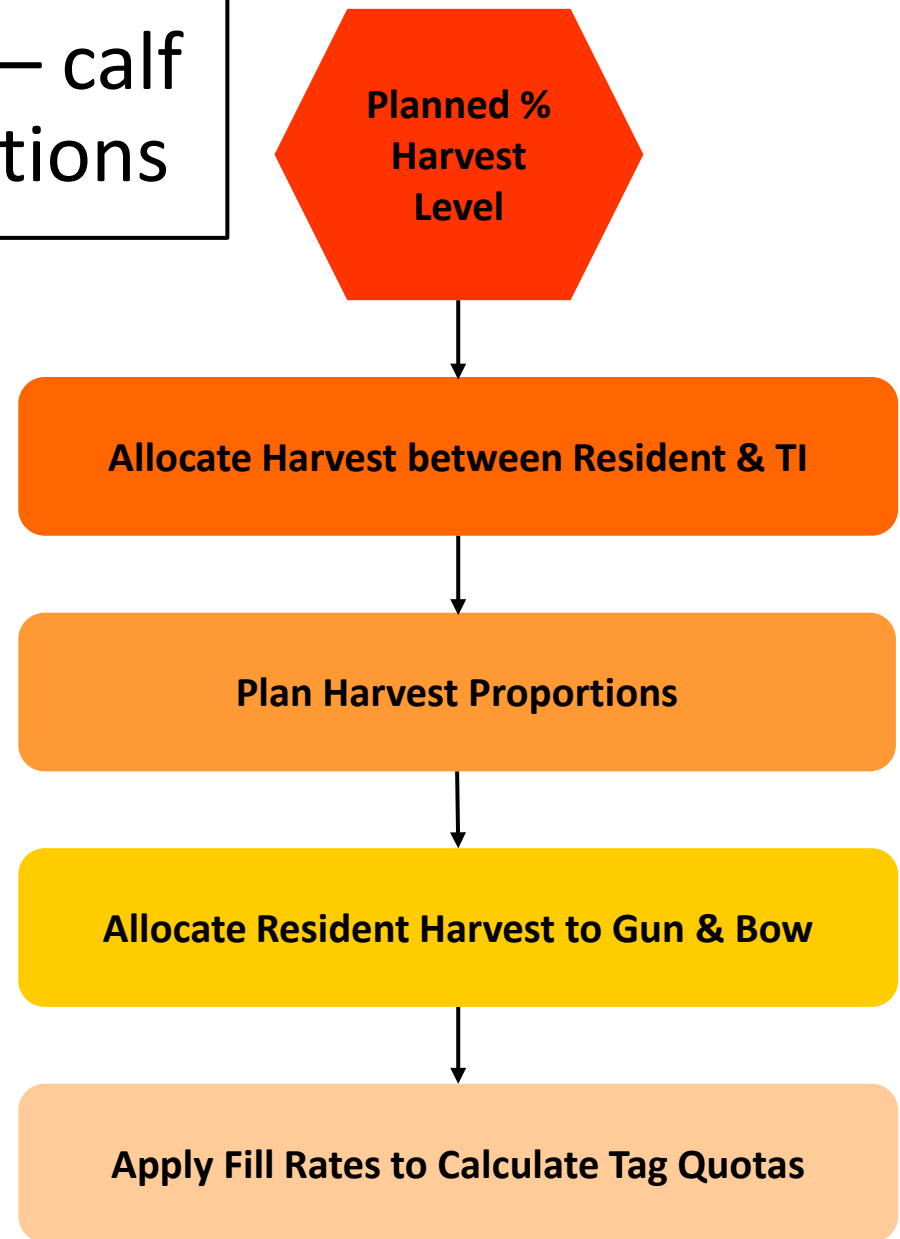 – calf
tions
Planned %
Harvest
Level
Allocate Harvest between Resident & TI
Plan Harvest Proportions
Allocate Resident Harvest to Gun & Bow
Apply Fill Rates to Calculate Tag Quotas